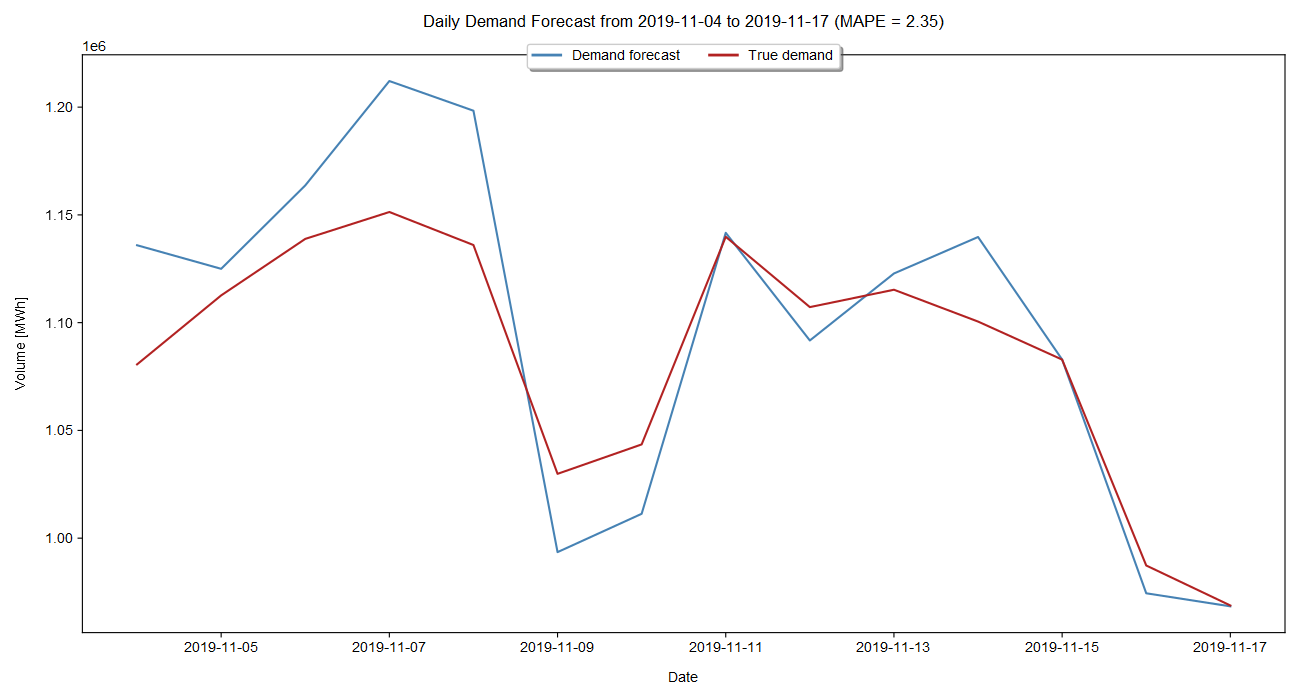 Daily Demand Forecast from 2019-11-04 to 2019-11-17 (MAPE = 2.35)
1e6
Demand forecast True demand
1.20
1.15
1.10
1.05
1.00
Volume [MWh]
2019-11-05 2019-11-07 2019-11-09 2019-11-11 2019-11-13 2019-11-15 2019-11-17
Date